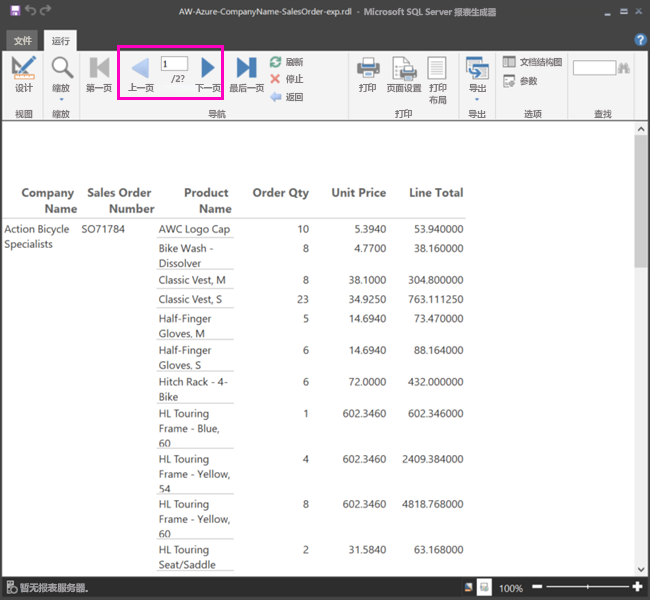 AW-Azure-CompanyName-SalesOrder-exp.rdl - Microsoft SQL Server 报表生成器
文件 运行
设计
缩放
第一页
上一页
1
/2?
下一页
最后一页
刷新
停止
返回
打印
页面设置
打印
布局
导出
文档结构图
参数
视图 缩放 导航 打印 导出 选项 查找
Company
Name
Sales Order
Number
Product
Name
Order Qty Unit Price Line Total
Action Bicycle
Specialists
SO71784
AWC Logo Cap 10 5.3940 53.940000
Bike Wash -
Dissolver
8 4.7700 38.160000
Classic Vest, M 8 38.1000 304.800000
Classic Vest, S 23 34.9250 763.111250
Half-Finger
Gloves, M
5 14.6940 73.470000
Half-Finger
Gloves, S
6 14.6940 88.164000
Hitch Rack - 4-
Bike
6 72.0000 432.000000
HL Touring
Frame - Blue,
60
1 602.3460 602.346000
HL Touring
Frame - Yellow,
54
4 602.3460 2409.384000
HL Touring
Frame - Yellow,
60
8 602.3460 4818.768000
HL Touring
Seat/Saddle
2 31.5840 63.168000
暂无报表服务器。
100%